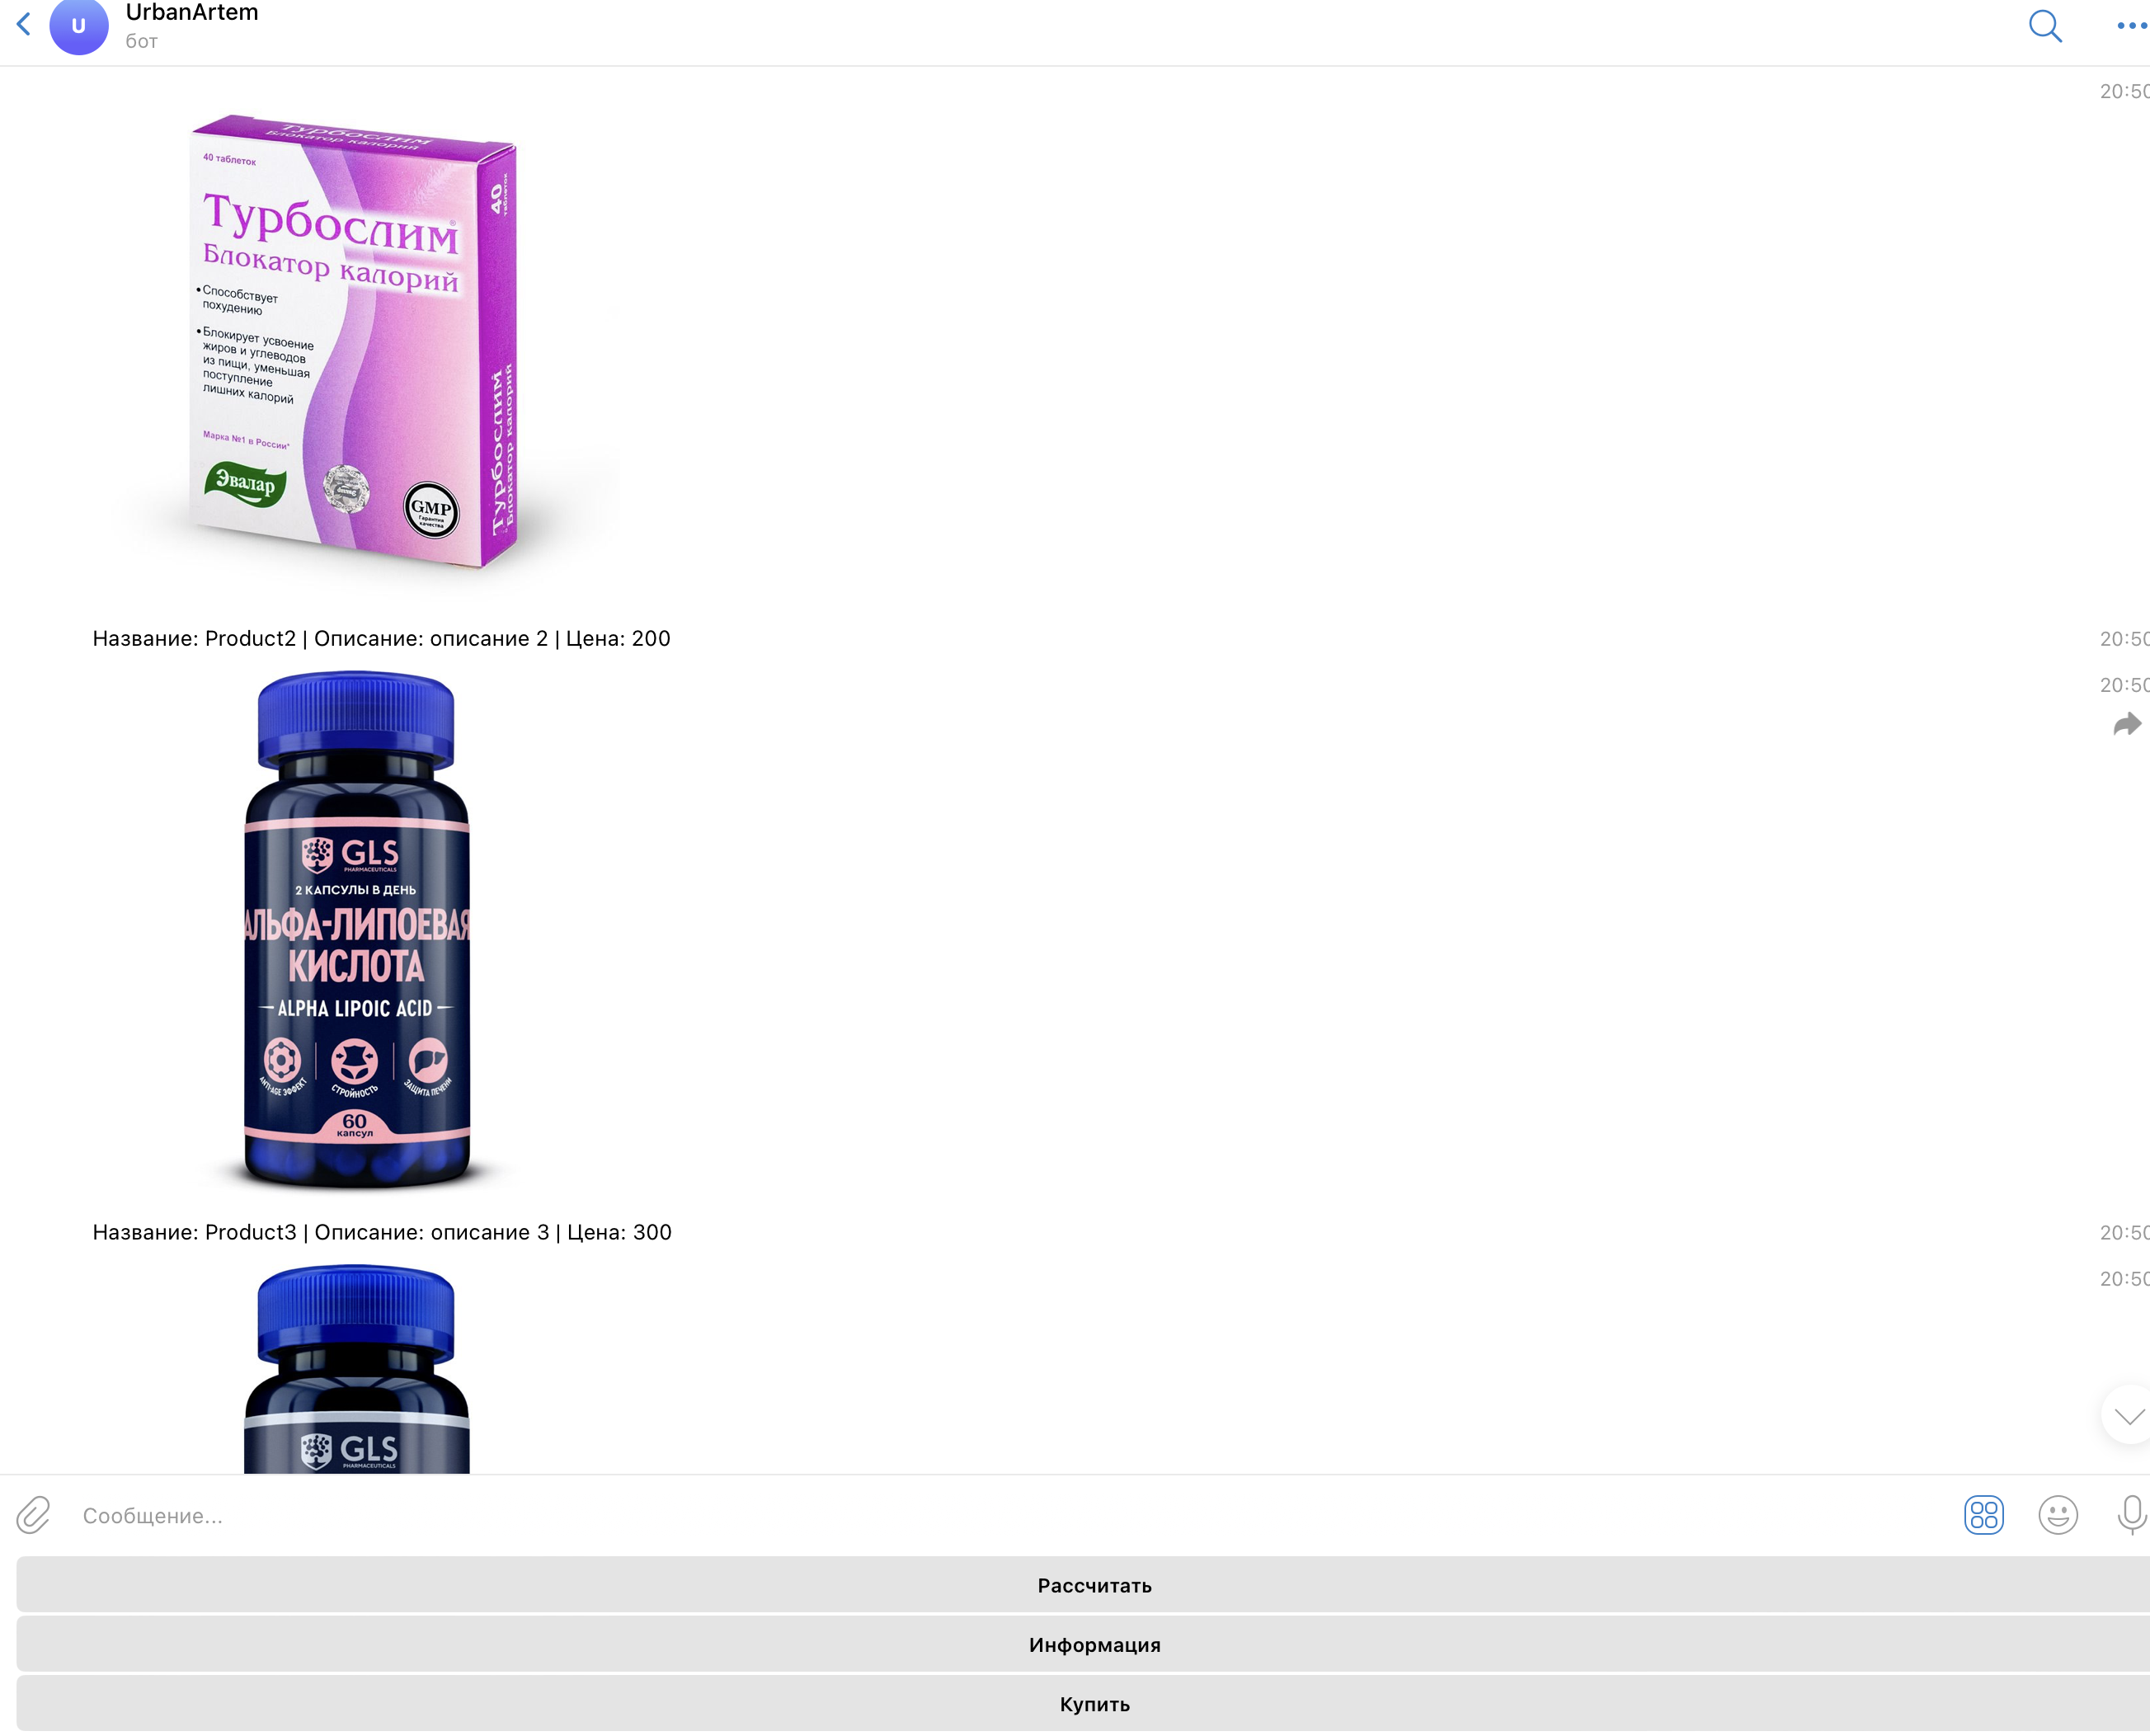 U
UrbanArtem
бот
20:50
Турбослим
Блокатор калорий
40 таблеток
40
таблеток
Турбослим®
Блокатор калорий
•Способствует
похудению
•Блокирует усвоение
жиров и углеводов
из пищи, уменьшая
поступление
лишних калорий
Марка №1 в России*
Эвалар
GMP
Гарантия
качества
Турбослим
Блокатор калорий
Название: Product2 | Описание: описание 2 | Цена: 200
20:50
20:50
GLS
PHARMACEUTICALS
2 КАПСУЛЫ В ДЕНЬ
АЛЬФА-ЛИПОЕВАЯ
КИСЛОТА
ALPHA LIPOIC ACID
ANTI-AGE ЭФФЕКТ
СТРОЙНОСТЬ
ЗАЩИТА ПЕЧЕНИ
60
капсул
Название: Product3 | Описание: описание 3 | Цена: 300
20:50
20:50
GLS
PHARMACEUTICALS
Сообщение...
Рассчитать
Информация
Купить